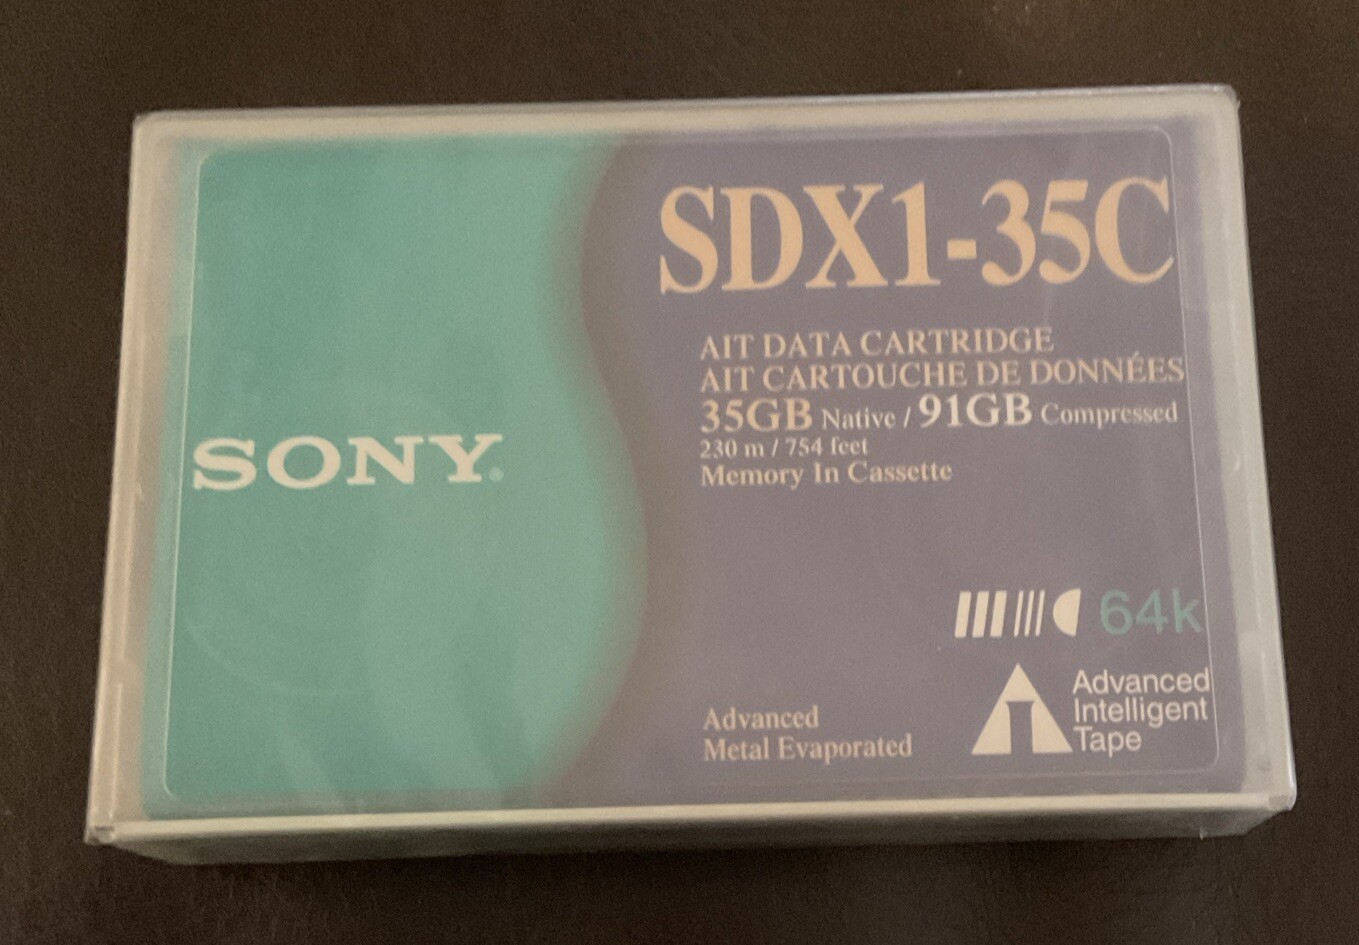 SONY®
SDX1-35C
AIT DATA CARTRIDGE
AIT CARTOUCHE DE DONNÉES
35GB Native / 91GB Compressed
230 m / 754 feet
Memory In Cassette
64k
Advanced
Metal Evaporated
Advanced
Intelligent
Tape